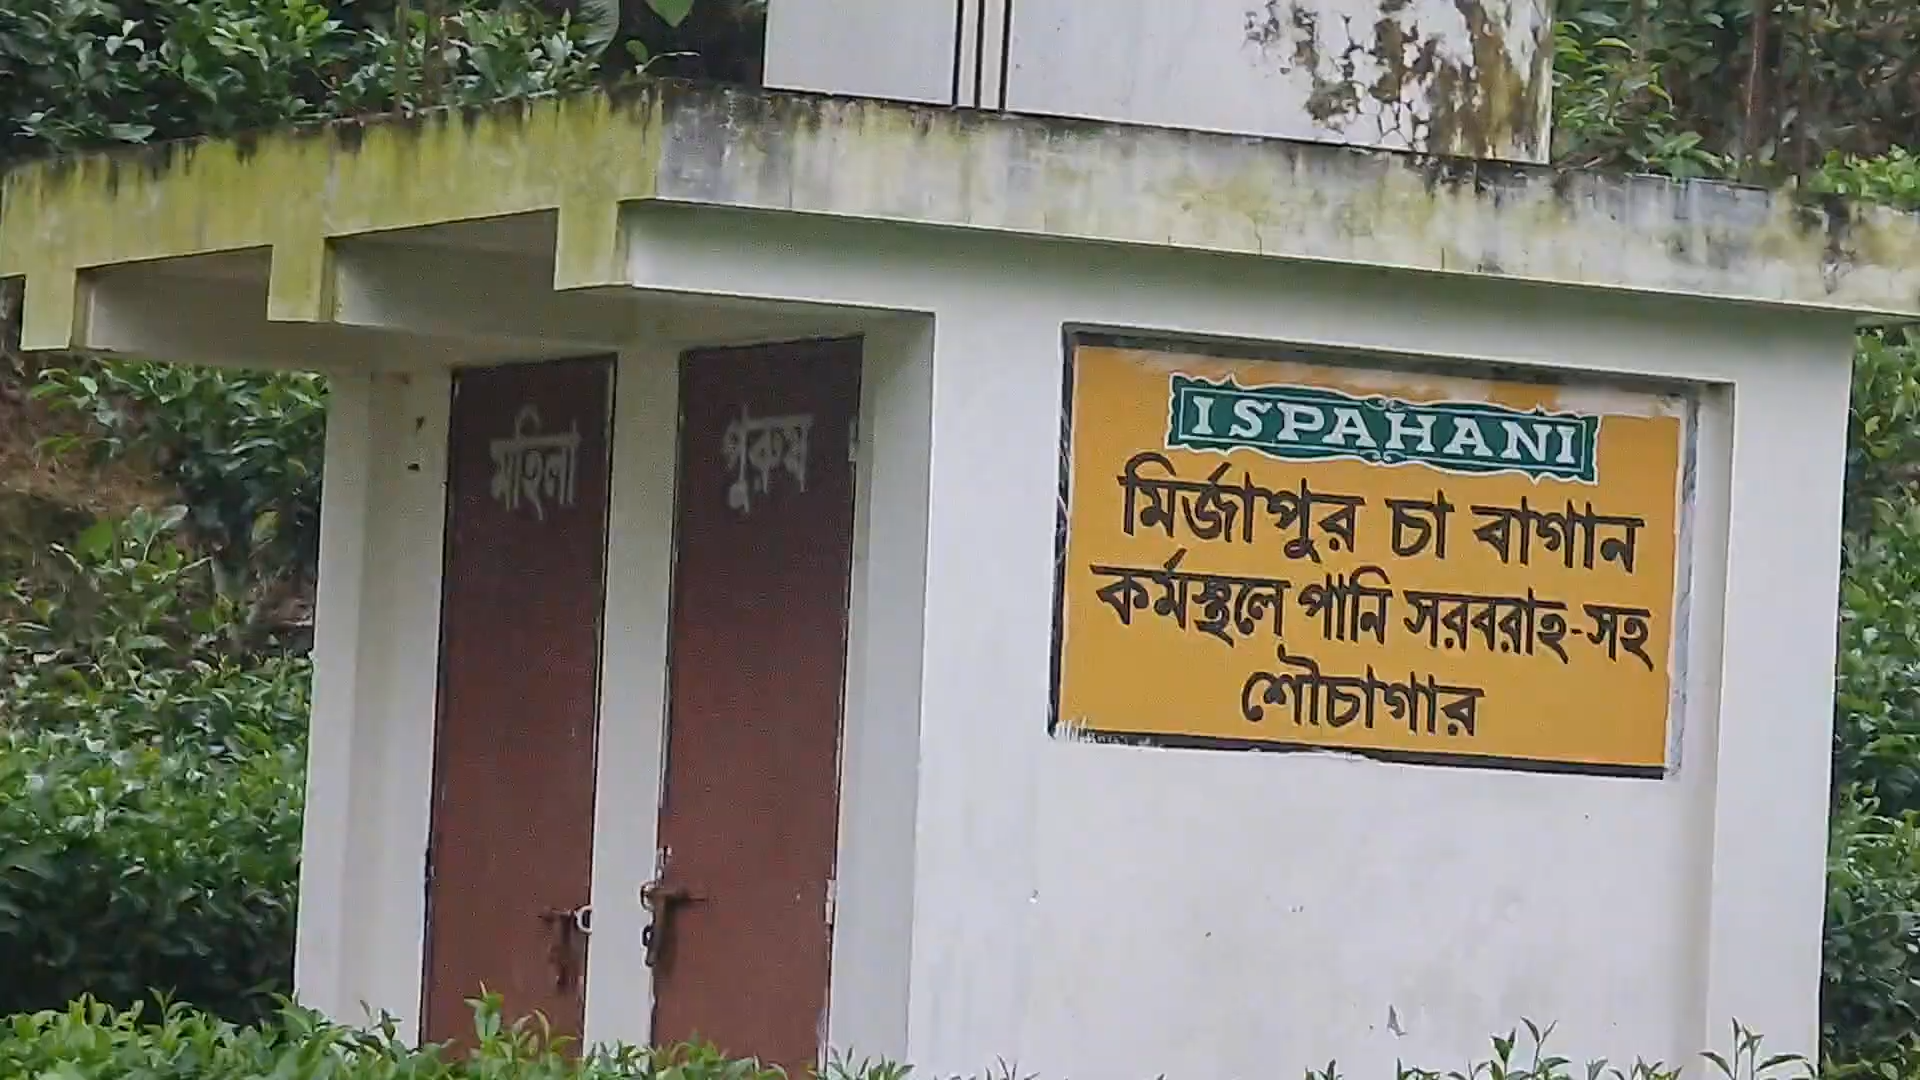 মহিলা
পুরুষ
ISPAHANI
মির্জাপুর চা বাগান
কর্মস্থলে পানি সরবরাহ-সহ
শৌচাগার